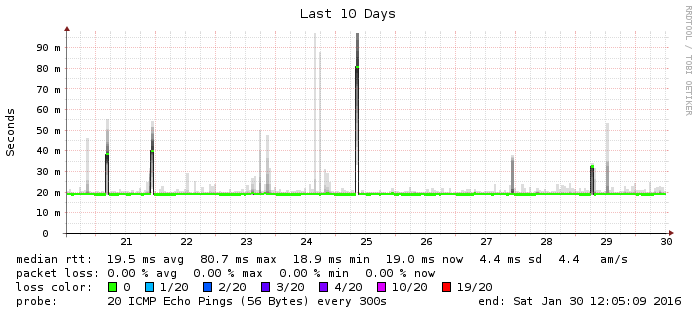 Last 10 Days
RRDTOOL / TOBI OETIKER
Seconds
90 m
80 m
70 m
60 m
50 m
40 m
30 m
20 m
10 m
0
21 22 23 24 25 26 27 28 29 30
median rtt: 19.5 ms avg 80.7 ms max 18.9 ms min 19.0 ms now 4.4 ms sd 4.4 am/s
packet loss: 0.00 % avg 0.00 % max 0.00 % min 0.00 % now
loss color: 0 1/20 2/20 3/20 4/20 10/20 19/20
probe: 20 ICMP Echo Pings (56 Bytes) every 300s end: Sat Jan 30 12:05:09 2016